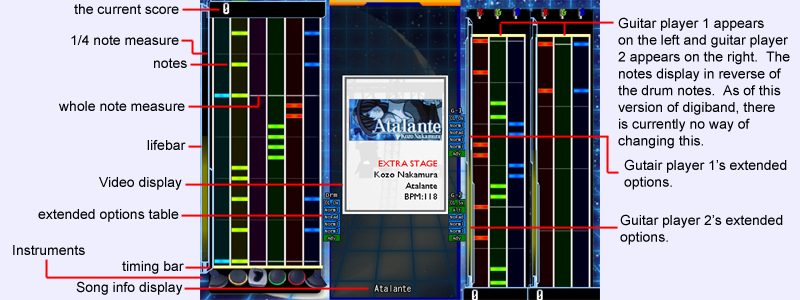 the current score
1/4 note measure
notes
whole note measure
lifebar
Video display
extended options table
Instruments
timing bar
Song info display
0
Drm
NORM
Atalante
Kozo Nakamura
EXTRA STAGE
Kozo Nakamura
Atalante
BPM:118
Atalante
G-1
G-2
0
0
Guitar player 1 appears
on the left and guitar player
2 appears on the right. The
notes display in reverse of
the drum notes. As of this
version of digiband, there
is currently no way of
changing this.
Gutair player 1's extended
options.
Guitar player 2's extended
options.